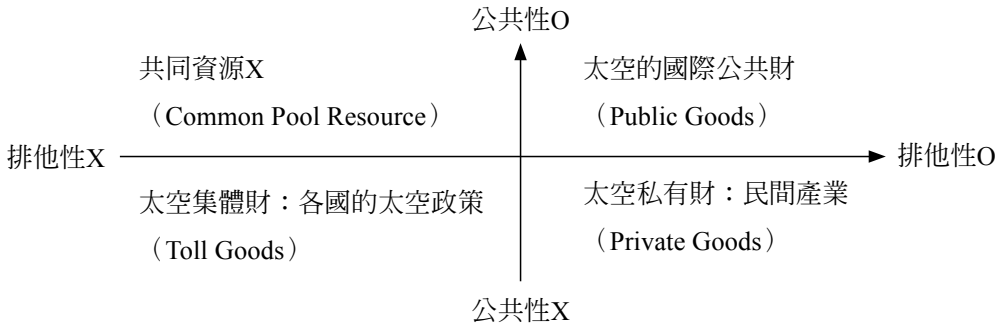 公共性O
共同資源X
（Common Pool Resource）
太空的國際公共財
（Public Goods）
排他性X
排他性O
太空集體財：各國的太空政策
（Toll Goods）
太空私有財：民間產業
（Private Goods）
公共性X